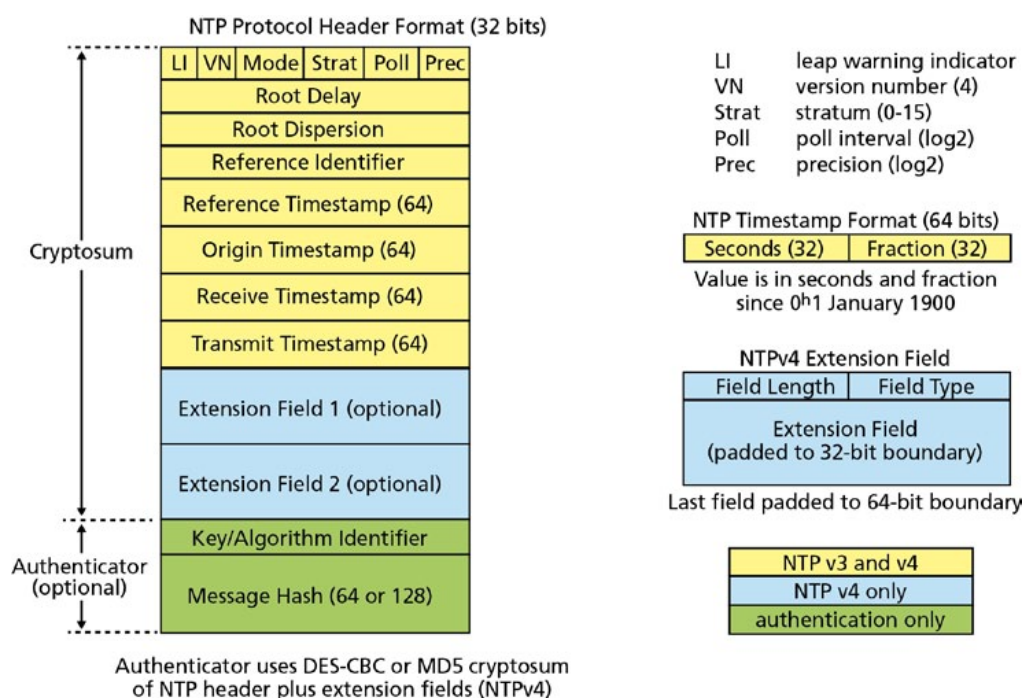 NTP Protocol Header Format (32 bits)
LI VN Mode Strat Poll Prec
Root Delay
Root Dispersion
Reference Identifier
Reference Timestamp (64)
Origin Timestamp (64)
Receive Timestamp (64)
Transmit Timestamp (64)
Extension Field 1 (optional)
Extension Field 2 (optional)
Key/Algorithm Identifier
Message Hash (64 or 128)
Cryptosum
Authenticator
(optional)
Authenticator uses DES-CBC or MD5 cryptosum
of NTP header plus extension fields (NTPv4)
LI leap warning indicator
VN version number (4)
Strat stratum (0-15)
Poll poll interval (log2)
Prec precision (log2)
NTP Timestamp Format (64 bits)
Seconds (32) Fraction (32)
Value is in seconds and fraction
since 0ʰ1 January 1900
NTPv4 Extension Field
Field Length Field Type
Extension Field
(padded to 32-bit boundary)
Last field padded to 64-bit boundary
NTP v3 and v4
NTP v4 only
authentication only